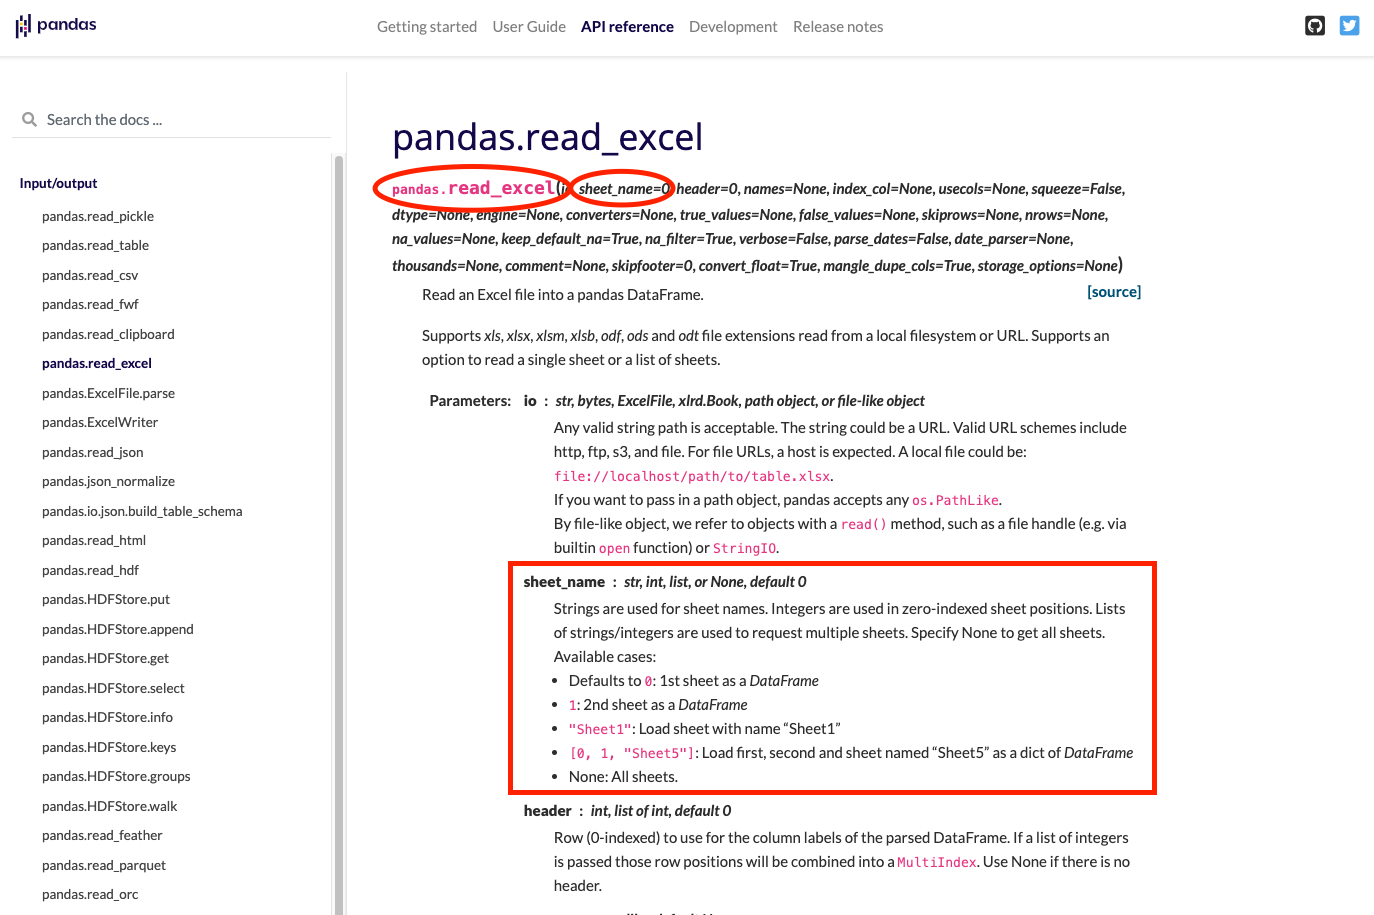 pandas
Getting started User Guide API reference Development Release notes
Search the docs ...
Input/output
pandas.read_pickle
pandas.read_table
pandas.read_csv
pandas.read_fwf
pandas.read_clipboard
pandas.read_excel
pandas.ExcelFile.parse
pandas.ExcelWriter
pandas.read_json
pandas.json_normalize
pandas.io.json.build_table_schema
pandas.read_html
pandas.read_hdf
pandas.HDFStore.put
pandas.HDFStore.append
pandas.HDFStore.get
pandas.HDFStore.select
pandas.HDFStore.info
pandas.HDFStore.keys
pandas.HDFStore.groups
pandas.HDFStore.walk
pandas.read_feather
pandas.read_parquet
pandas.read_orc
pandas.read_excel
pandas.read_excel( sheet_name=0 header=0, names=None, index_col=None, usecols=None, squeeze=False,
dtype=None, engine=None, converters=None, true_values=None, false_values=None, skiprows=None, nrows=None,
na_values=None, keep_default_na=True, na_filter=True, verbose=False, parse_dates=False, date_parser=None,
thousands=None, comment=None, skipfooter=0, convert_float=True, mangle_dupe_cols=True, storage_options=None)
[source]
Read an Excel file into a pandas DataFrame.
Supports xls, xlsx, xlsm, xlsb, odf, ods and odt file extensions read from a local filesystem or URL. Supports an
option to read a single sheet or a list of sheets.
Parameters: io : str, bytes, ExcelFile, xlrd.Book, path object, or file-like object
Any valid string path is acceptable. The string could be a URL. Valid URL schemes include
http, ftp, s3, and file. For file URLs, a host is expected. A local file could be:
file://localhost/path/to/table.xlsx.
If you want to pass in a path object, pandas accepts any os.PathLike.
By file-like object, we refer to objects with a read() method, such as a file handle (e.g. via
builtin open function) or StringIO.
sheet_name : str, int, list, or None, default 0
Strings are used for sheet names. Integers are used in zero-indexed sheet positions. Lists
of strings/integers are used to request multiple sheets. Specify None to get all sheets.
Available cases:
• Defaults to 0: 1st sheet as a DataFrame
• 1: 2nd sheet as a DataFrame
• "Sheet1": Load sheet with name “Sheet1”
• [0, 1, "Sheet5"]: Load first, second and sheet named “Sheet5” as a dict of DataFrame
• None: All sheets.
header : int, list of int, default 0
Row (0-indexed) to use for the column labels of the parsed DataFrame. If a list of integers
is passed those row positions will be combined into a MultiIndex. Use None if there is no
header.